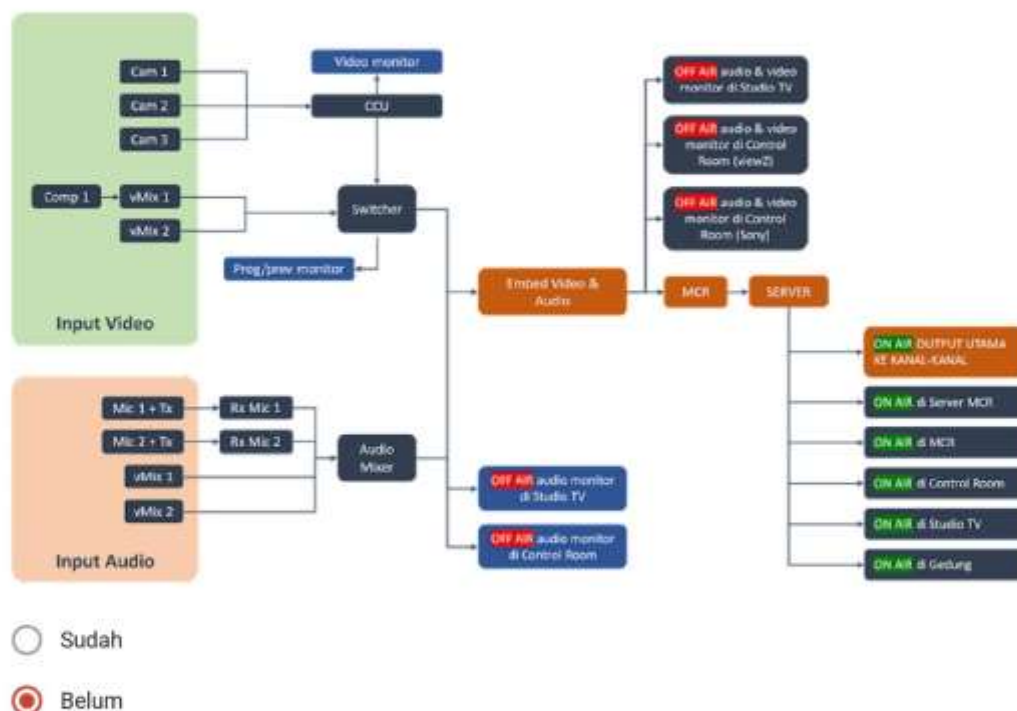 Cam 1
Cam 2
Cam 3
Comp 1
vMix 1
vMix 2
Input Video
Video monitor
CCU
Switcher
Prog/prev monitor
Mic 1 + Tx
Rx Mic 1
Mic 2 + Tx
Rx Mic 2
vMix 1
vMix 2
Input Audio
Audio
Mixer
Embed Video &
Audio
OFF AIR audio & video
monitor di Studio TV
OFF AIR audio & video
monitor di Control
Room (view2)
OFF AIR audio & video
monitor di Control
Room (Sony)
MCR
SERVER
OFF AIR audio monitor
di Studio TV
OFF AIR audio monitor
di Control Room
ON AIR OUTPUT UTAMA
KE KANAL-KANAL
ON AIR di Server MCR
ON AIR di MCR
ON AIR di Control Room
ON AIR di Studio TV
ON AIR di Gedung
Sudah
Belum